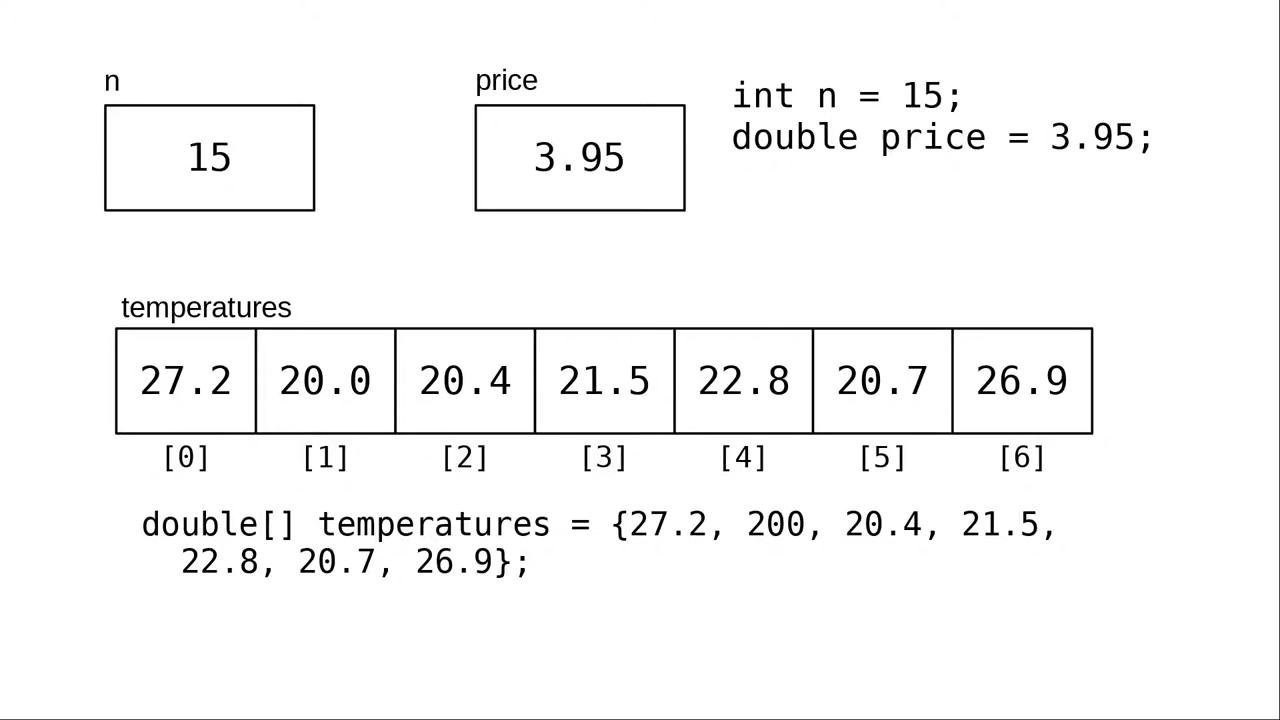 n
price
int n = 15;
double price = 3.95;
15
3.95
temperatures
27.2 20.0 20.4 21.5 22.8 20.7 26.9
[0] [1] [2] [3] [4] [5] [6]
double[] temperatures = {27.2, 200, 20.4, 21.5,
22.8, 20.7, 26.9};